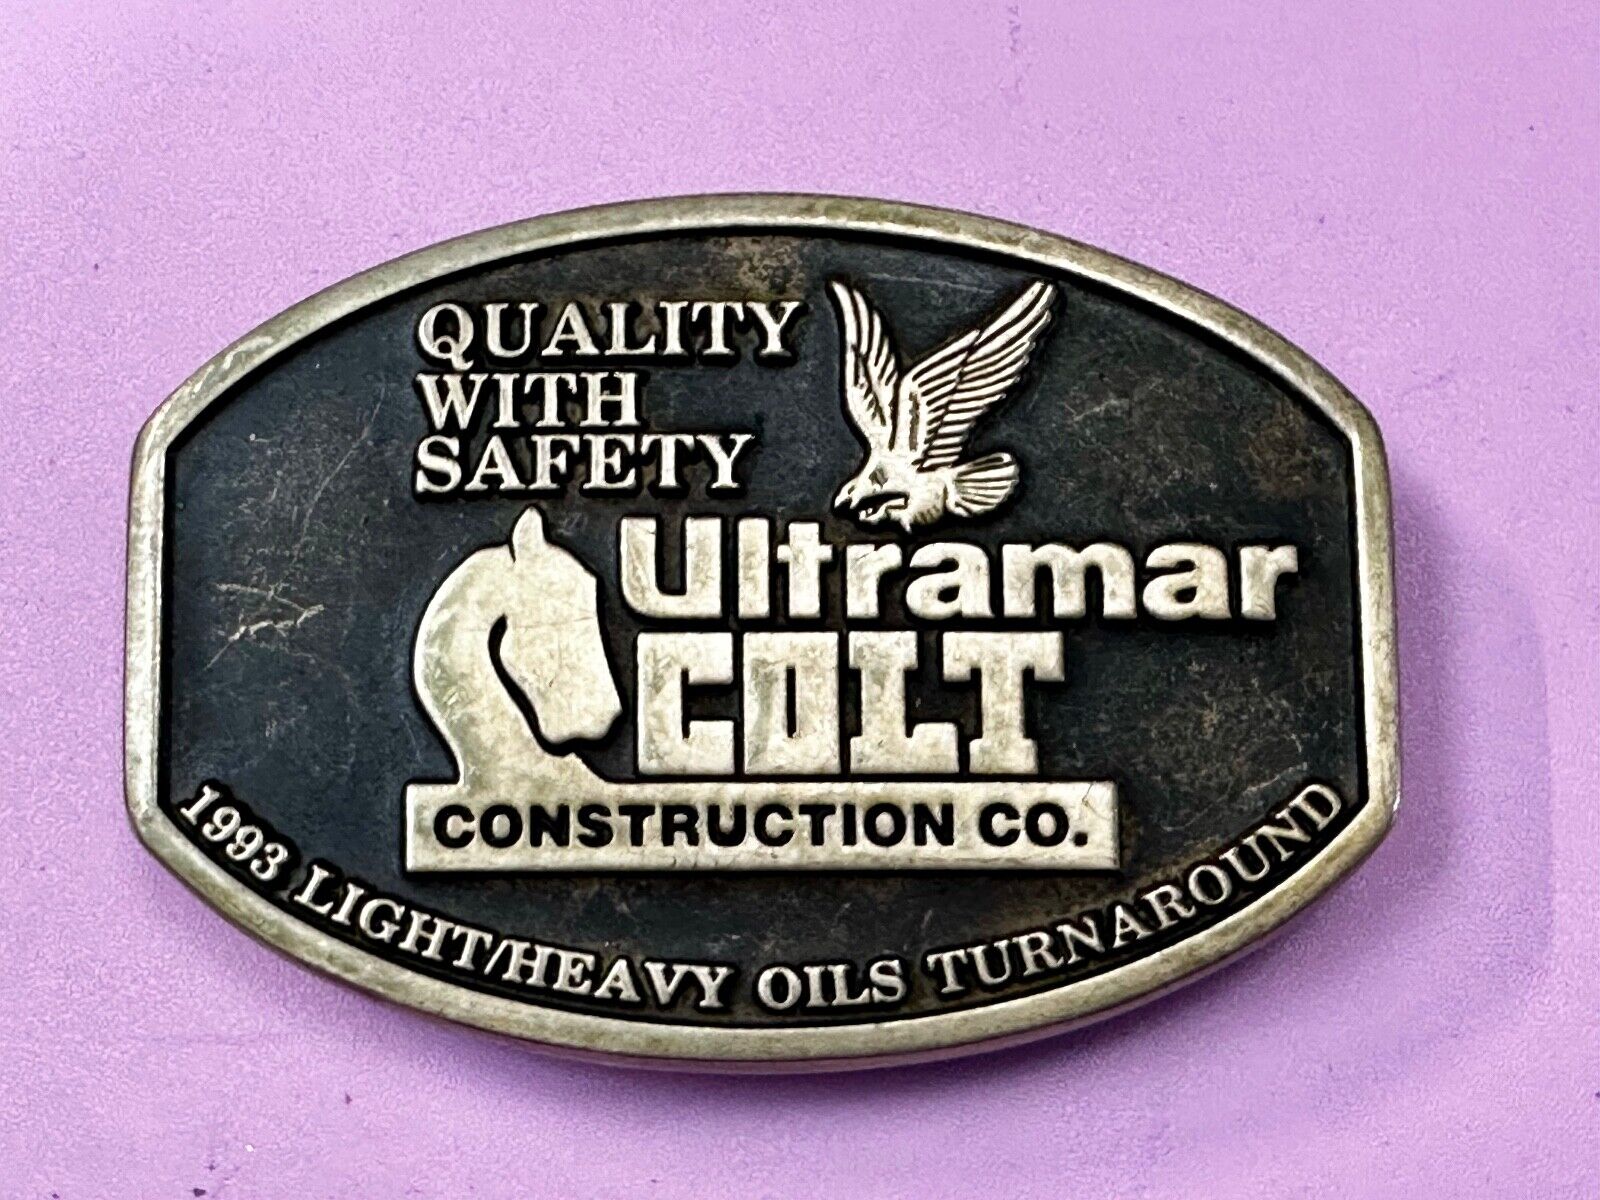 QUALITY
WITH
SAFETY
Ultramar
COLT
CONSTRUCTION CO.
1993 LIGHT/HEAVY OILS TURNAROUND